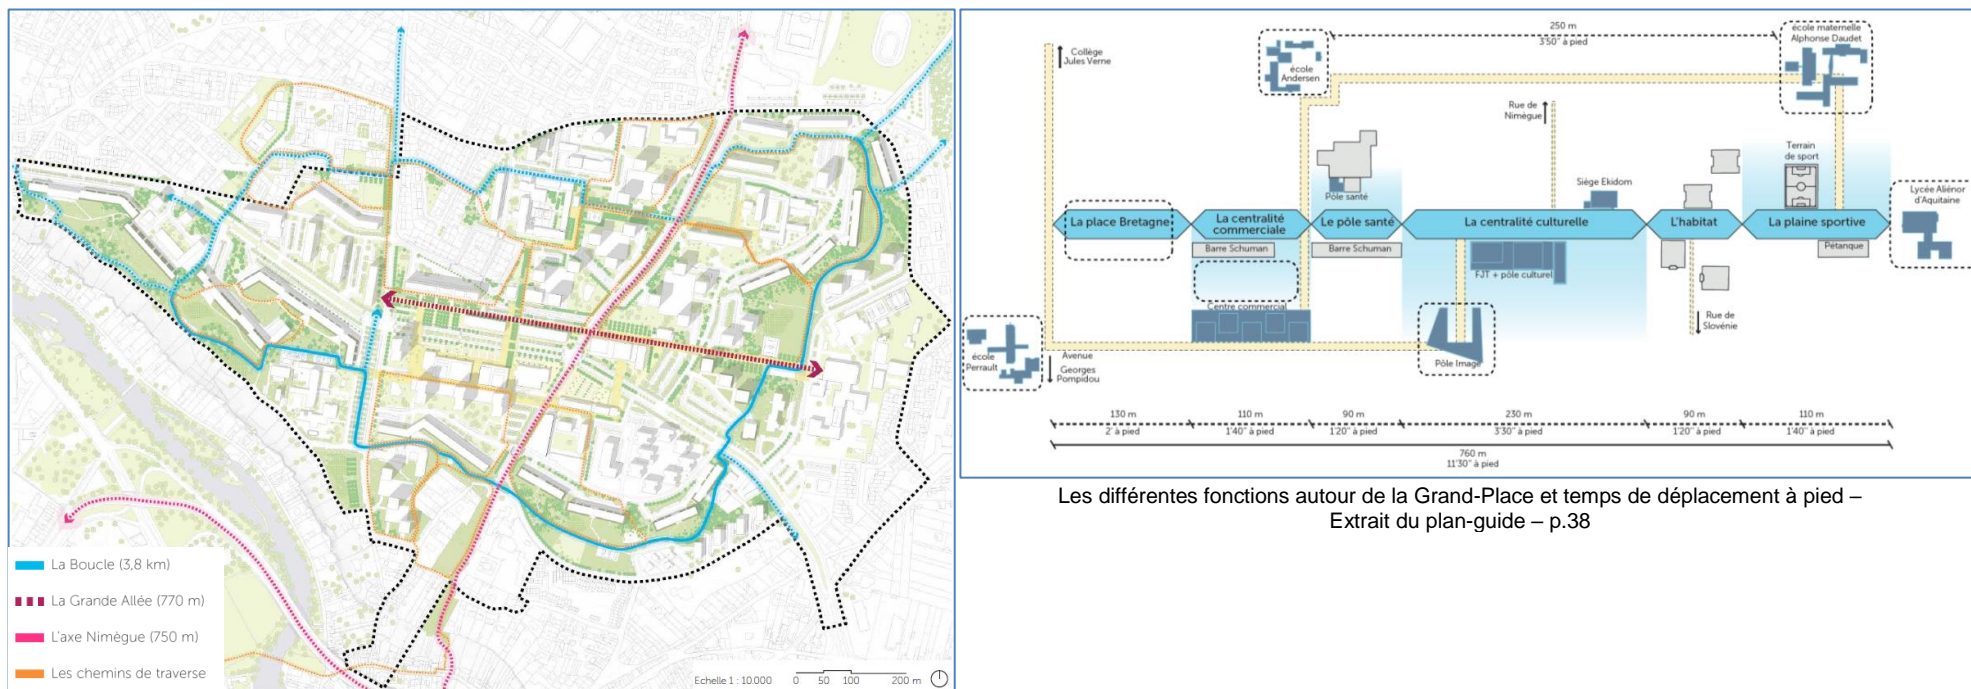 La Boucle (3,8 km)
La Grande Allée (770 m)
L'axe Nimègue (750 m)
Les chemins de traverse
Echelle 1 : 10.000
0 50 100 200 m
250 m
3'50" à pied
Collège
Jules Verne
école
Andersen
école maternelle
Alphonse Daudet
Rue de
Nimègue
Terrain
de sport
Pôle santé
Siège Ekidom
Lycée Aliénor
d'Aquitaine
La place Bretagne
La centralité
commerciale
Le pôle santé
La centralité culturelle
L'habitat
La plaine sportive
Barre Schuman
Barre Schuman
FJT + pôle culturel
Pétanque
Centre commercial
Rue de
Slovénie
école
Perrault
Avenue
Georges
Pompidou
Pôle Image
130 m
2' à pied
110 m
1'40" à pied
90 m
1'20" à pied
230 m
3'30" à pied
90 m
1'20" à pied
110 m
1'40" à pied
760 m
11'30" à pied
Les différentes fonctions autour de la Grand-Place et temps de déplacement à pied –
Extrait du plan-guide – p.38